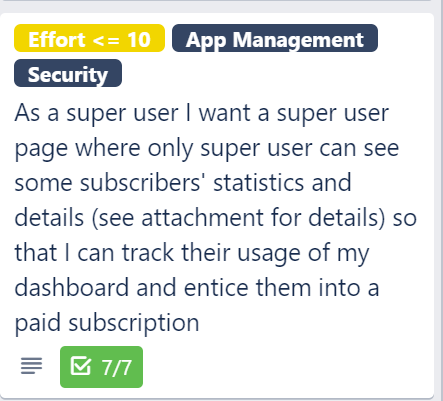 Effort <= 10 App Management
Security
As a super user I want a super user
page where only super user can see
some subscribers' statistics and
details (see attachment for details) so
that I can track their usage of my
dashboard and entice them into a
paid subscription
7/7